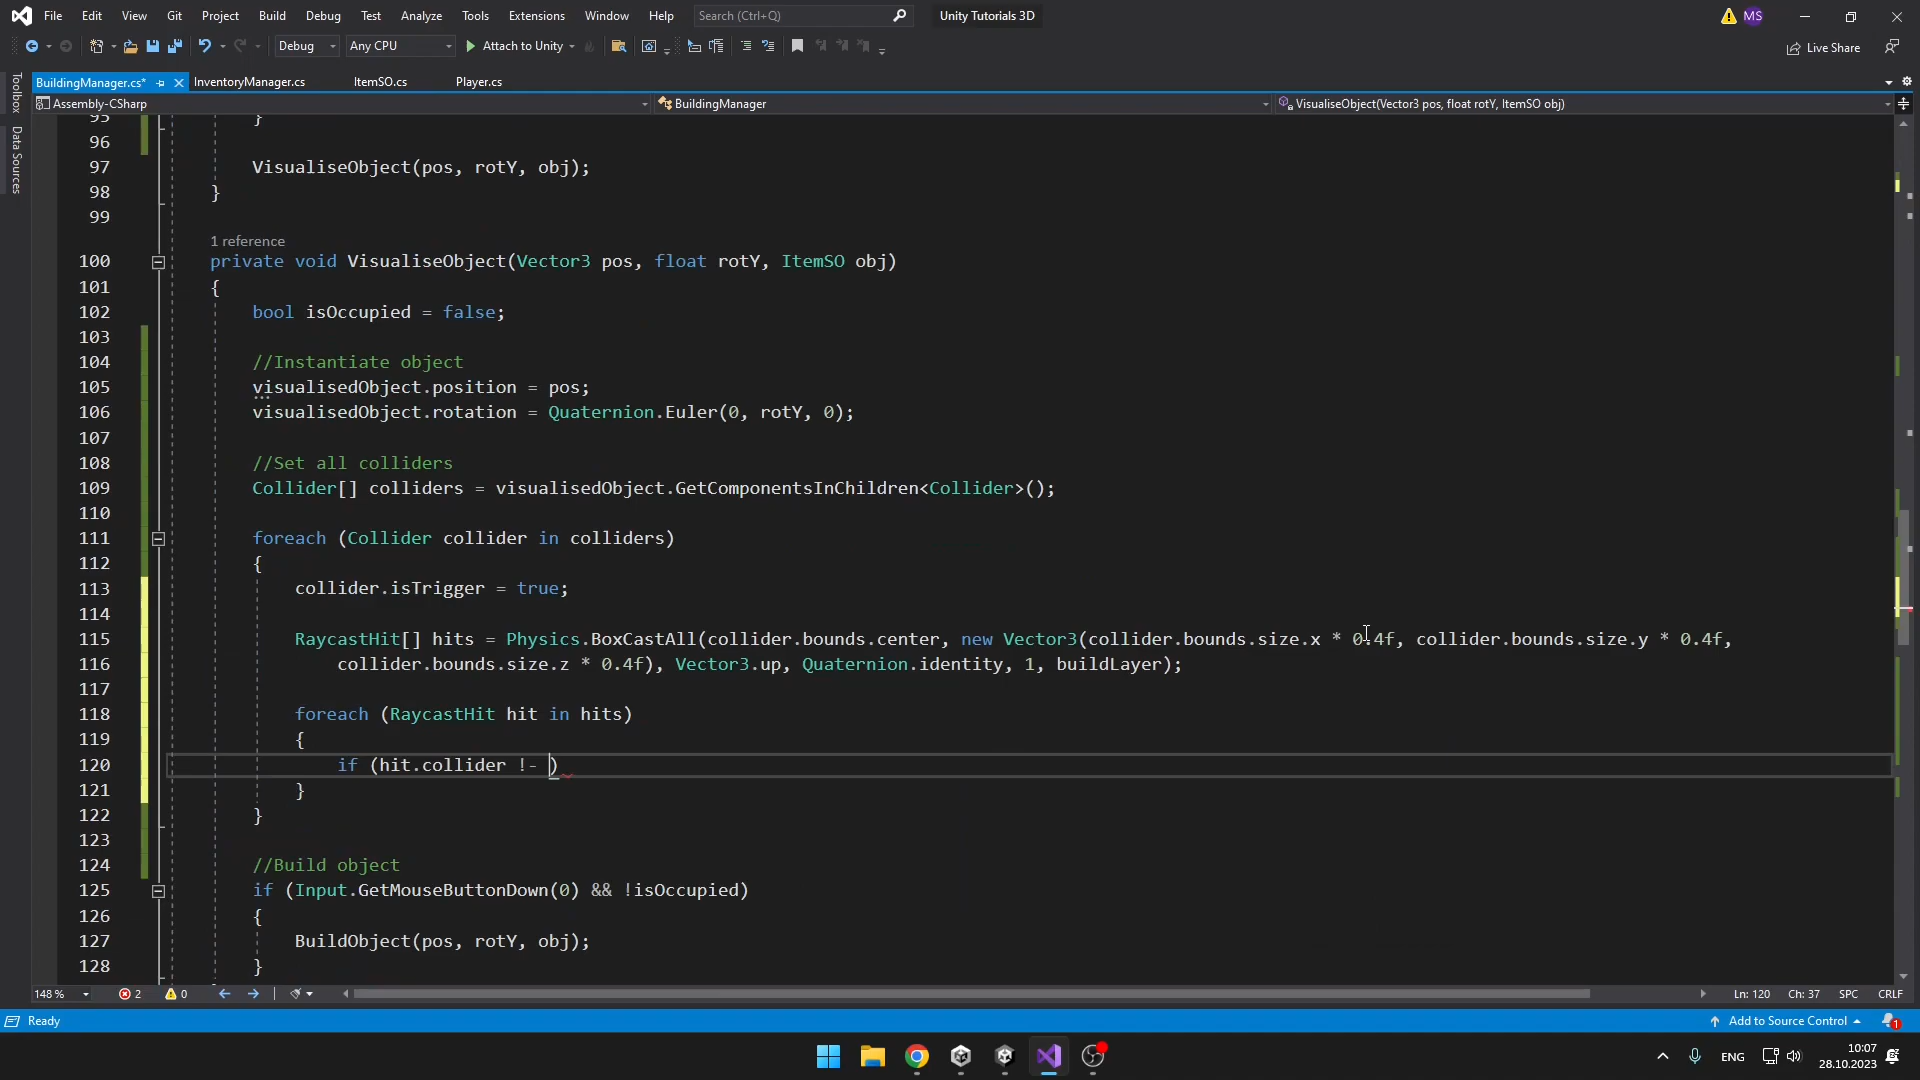 File Edit View Git Project Build Debug Test Analyze Tools Extensions Window Help Search (Ctrl+Q) Unity Tutorials 3D MS
Debug Any CPU Attach to Unity Live Share
BuildingManager.cs* InventoryManager.cs ItemSO.cs Player.cs
Assembly-CSharp BuildingManager VisualiseObject(Vector3 pos, float rotY, ItemSO obj)
Toolbox
Data Sources
95 }
96
97 VisualiseObject(pos, rotY, obj);
98 }
99
1 reference
100 private void VisualiseObject(Vector3 pos, float rotY, ItemSO obj)
101 {
102 bool isOccupied = false;
103
104 //Instantiate object
105 visualisedObject.position = pos;
106 visualisedObject.rotation = Quaternion.Euler(0, rotY, 0);
107
108 //Set all colliders
109 Collider[] colliders = visualisedObject.GetComponentsInChildren<Collider>();
110
111 foreach (Collider collider in colliders)
112 {
113 collider.isTrigger = true;
114
115 RaycastHit[] hits = Physics.BoxCastAll(collider.bounds.center, new Vector3(collider.bounds.size.x * 0.4f, collider.bounds.size.y * 0.4f,
116 collider.bounds.size.z * 0.4f), Vector3.up, Quaternion.identity, 1, buildLayer);
117
118 foreach (RaycastHit hit in hits)
119 {
120 if (hit.collider !- )
121 }
122 }
123
124 //Build object
125 if (Input.GetMouseButtonDown(0) && !isOccupied)
126 {
127 BuildObject(pos, rotY, obj);
128 }
148 % 2 0 Ln: 120 Ch: 37 SPC CRLF
Ready Add to Source Control 1
ENG 10:07
28.10.2023